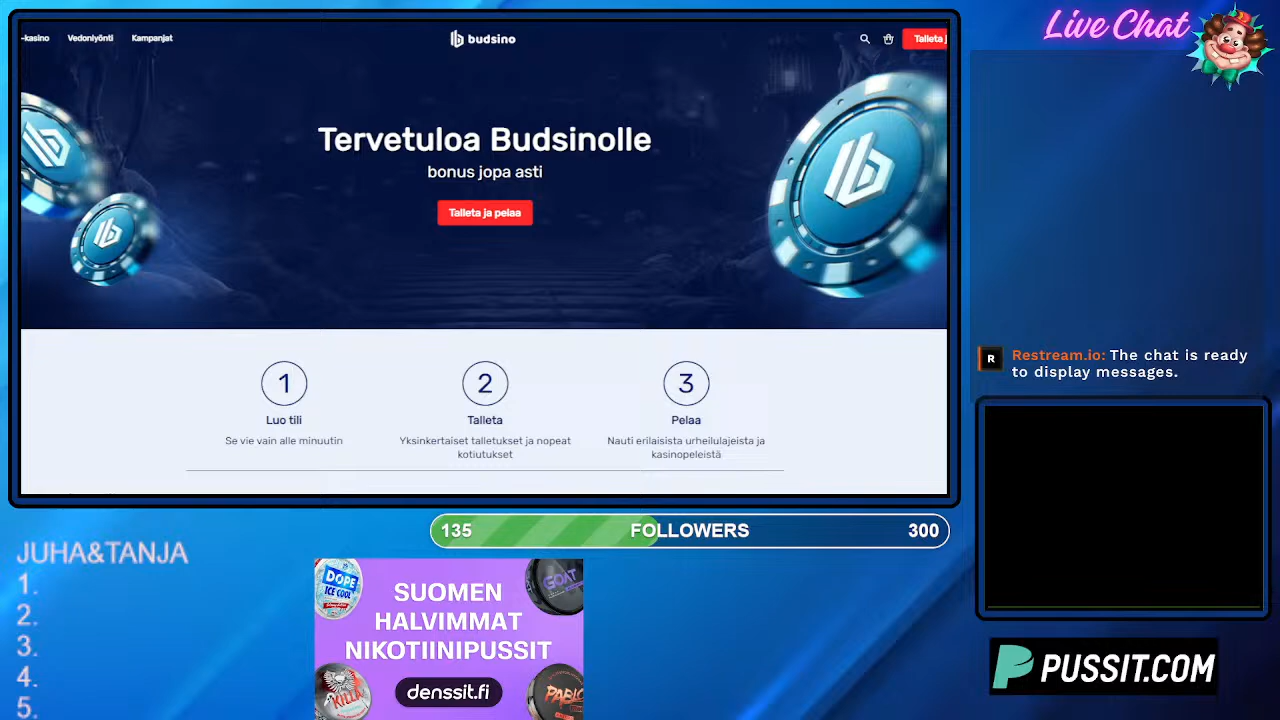 -kasino Vedonlyönti Kampanjat
budsino
Talleta j
Tervetuloa Budsinolle
bonus jopa asti
Talleta ja pelaa
1
2
3
Luo tili
Talleta
Pelaa
Se vie vain alle minuutin
Yksinkertaiset talletukset ja nopeat
kotiutukset
Nauti erilaisista urheilulajeista ja
kasinopeleistä
Live Chat
R
Restream.io: The chat is ready
to display messages.
135
FOLLOWERS
300
JUHA&TANJA
1.
2.
3.
4.
5.
DOPE
ICE COOL
GOAT
SUOMEN
HALVIMMAT
NIKOTIINIPUSSIT
KILLA
denssit.fi
PABLO
PUSSIT.COM